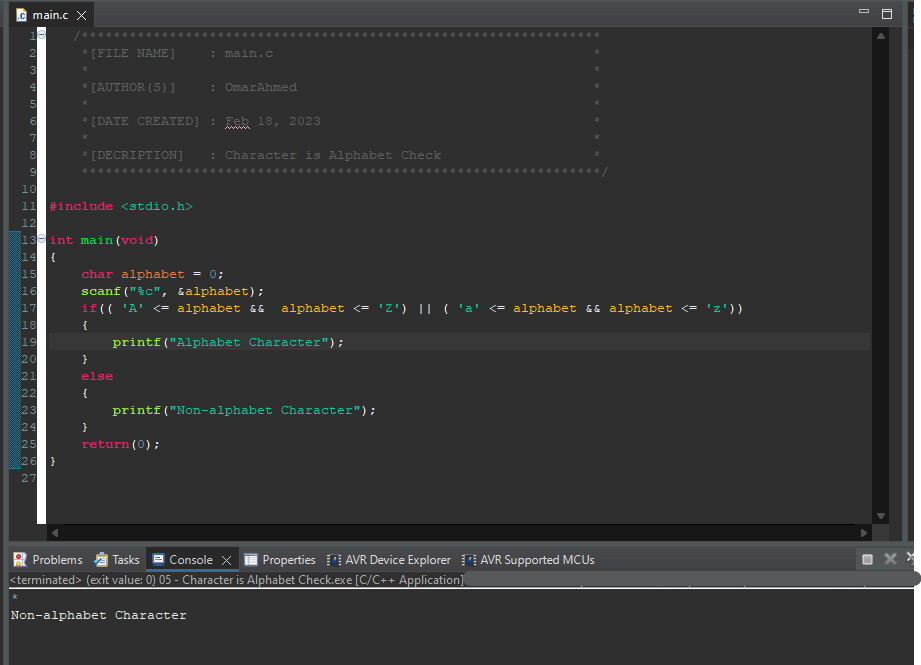 main.c
1 /*****************************************************************
2 *[FILE NAME] : main.c *
3 * *
4 *[AUTHOR(S)] : OmarAhmed *
5 * *
6 *[DATE CREATED] : Feb 18, 2023 *
7 * *
8 *[DECRIPTION] : Character is Alphabet Check *
9 *****************************************************************/
10
11 #include <stdio.h>
12
13 int main(void)
14 {
15 char alphabet = 0;
16 scanf("%c", &alphabet);
17 if(( 'A' <= alphabet &&  alphabet <= 'Z') || ( 'a' <= alphabet && alphabet <= 'z'))
18 {
19 printf("Alphabet Character");
20 }
21 else
22 {
23 printf("Non-alphabet Character");
24 }
25 return(0);
26 }
27
Problems Tasks Console Properties AVR Device Explorer AVR Supported MCUs
<terminated> (exit value: 0) 05 - Character is Alphabet Check.exe [C/C++ Application]
*
Non-alphabet Character